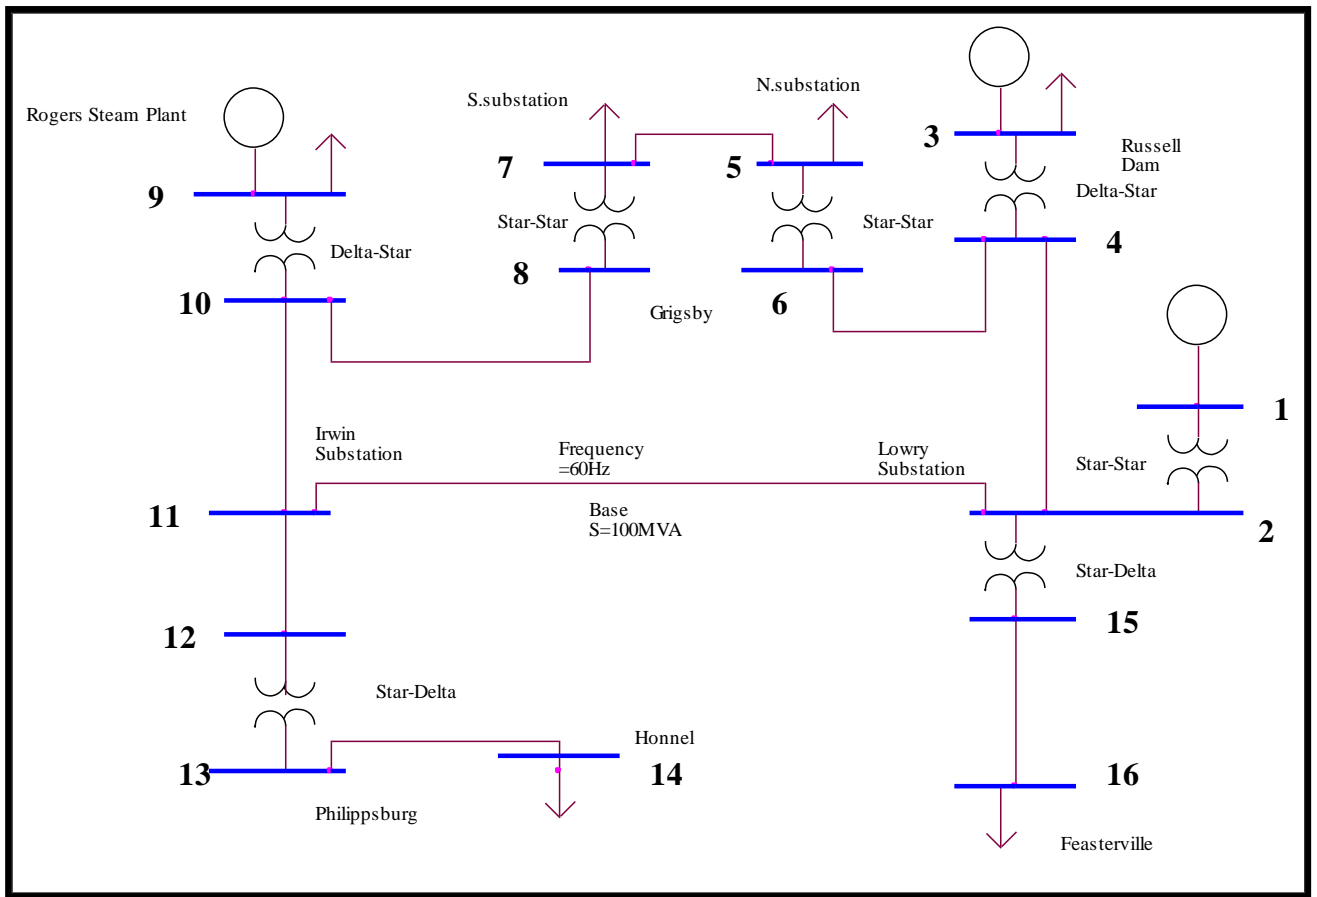 Rogers Steam Plant
S.substation
N.substation
3
Russell
Dam
7
5
9
Delta-Star
Star-Star
Star-Star
Delta-Star
4
8
6
10
Grigsby
1
Irwin
Substation
Frequency
=60Hz
Lowry
Substation
Star-Star
11
Base
S=100MVA
2
Star-Delta
15
12
Star-Delta
Honnel
13
14
16
Philippsburg
Feasterville